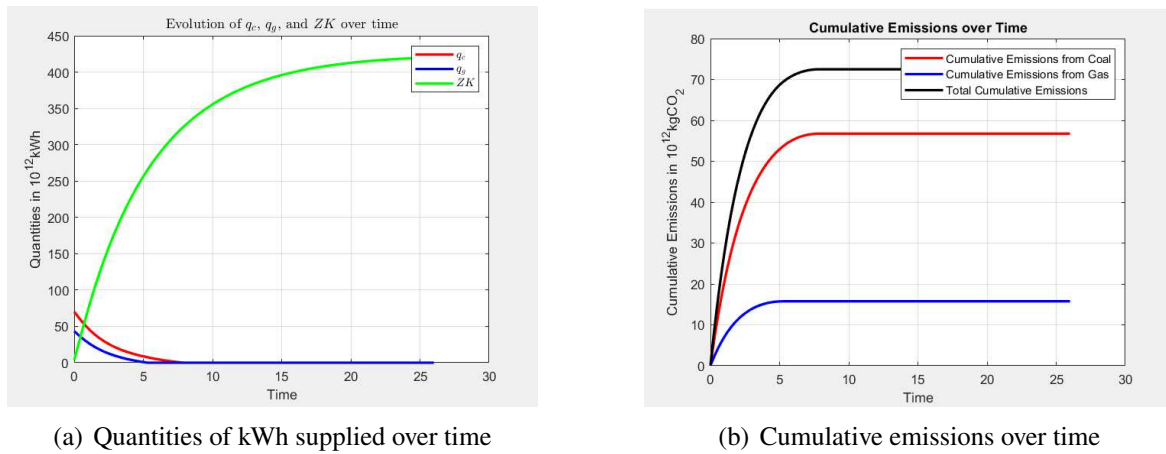 Evolution of q_c, q_g, and ZK over time
450
400
350
300
250
200
150
100
50
0
Quantities in 10^12kWh
q_c
q_g
ZK
0 5 10 15 20 25 30
Time
(a) Quantities of kWh supplied over time
Cumulative Emissions over Time
80
70
60
50
40
30
20
10
0
Cumulative Emissions in 10^12kgCO_2
Cumulative Emissions from Coal
Cumulative Emissions from Gas
Total Cumulative Emissions
0 5 10 15 20 25 30
Time
(b) Cumulative emissions over time